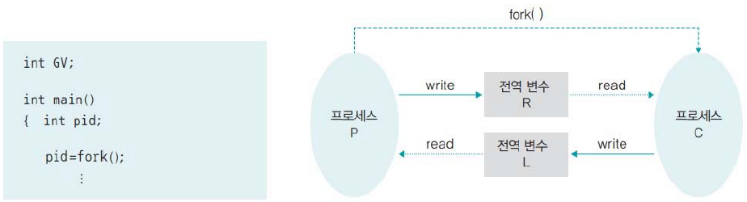 int GV;
int main()
{ int pid;
pid=fork();
⋮
fork( )
프로세스
P
write
전역 변수
R
read
read
전역 변수
L
write
프로세스
C